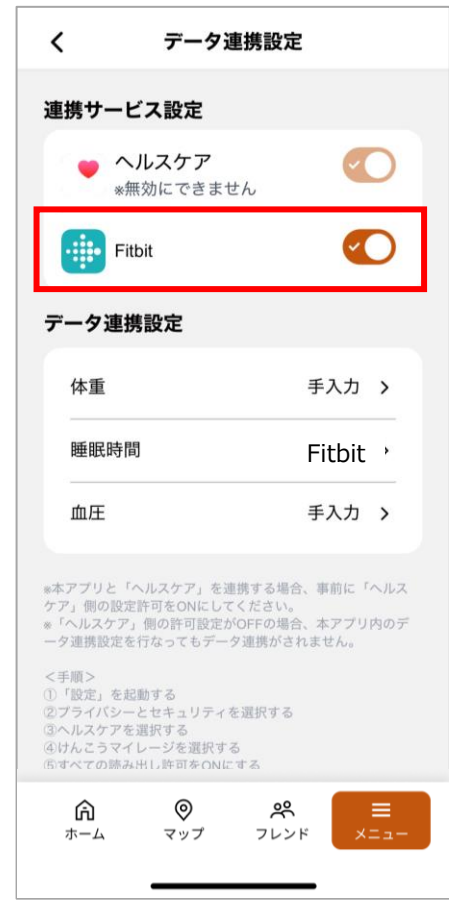 データ連携設定
連携サービス設定
ヘルスケア
※無効にできません
Fitbit
データ連携設定
体重 手入力
睡眠時間 Fitbit
血圧 手入力
※本アプリと「ヘルスケア」を連携する場合、事前に「ヘルス
ケア」側の設定許可をONにしてください。
※「ヘルスケア」側の許可設定がOFFの場合、本アプリ内のデ
ータ連携設定を行なってもデータ連携がされません。
＜手順＞
①「設定」を起動する
②プライバシーとセキュリティを選択する
③ヘルスケアを選択する
④けんこうマイレージを選択する
⑤すべての読み出し許可をONにする
ホーム マップ フレンド メニュー